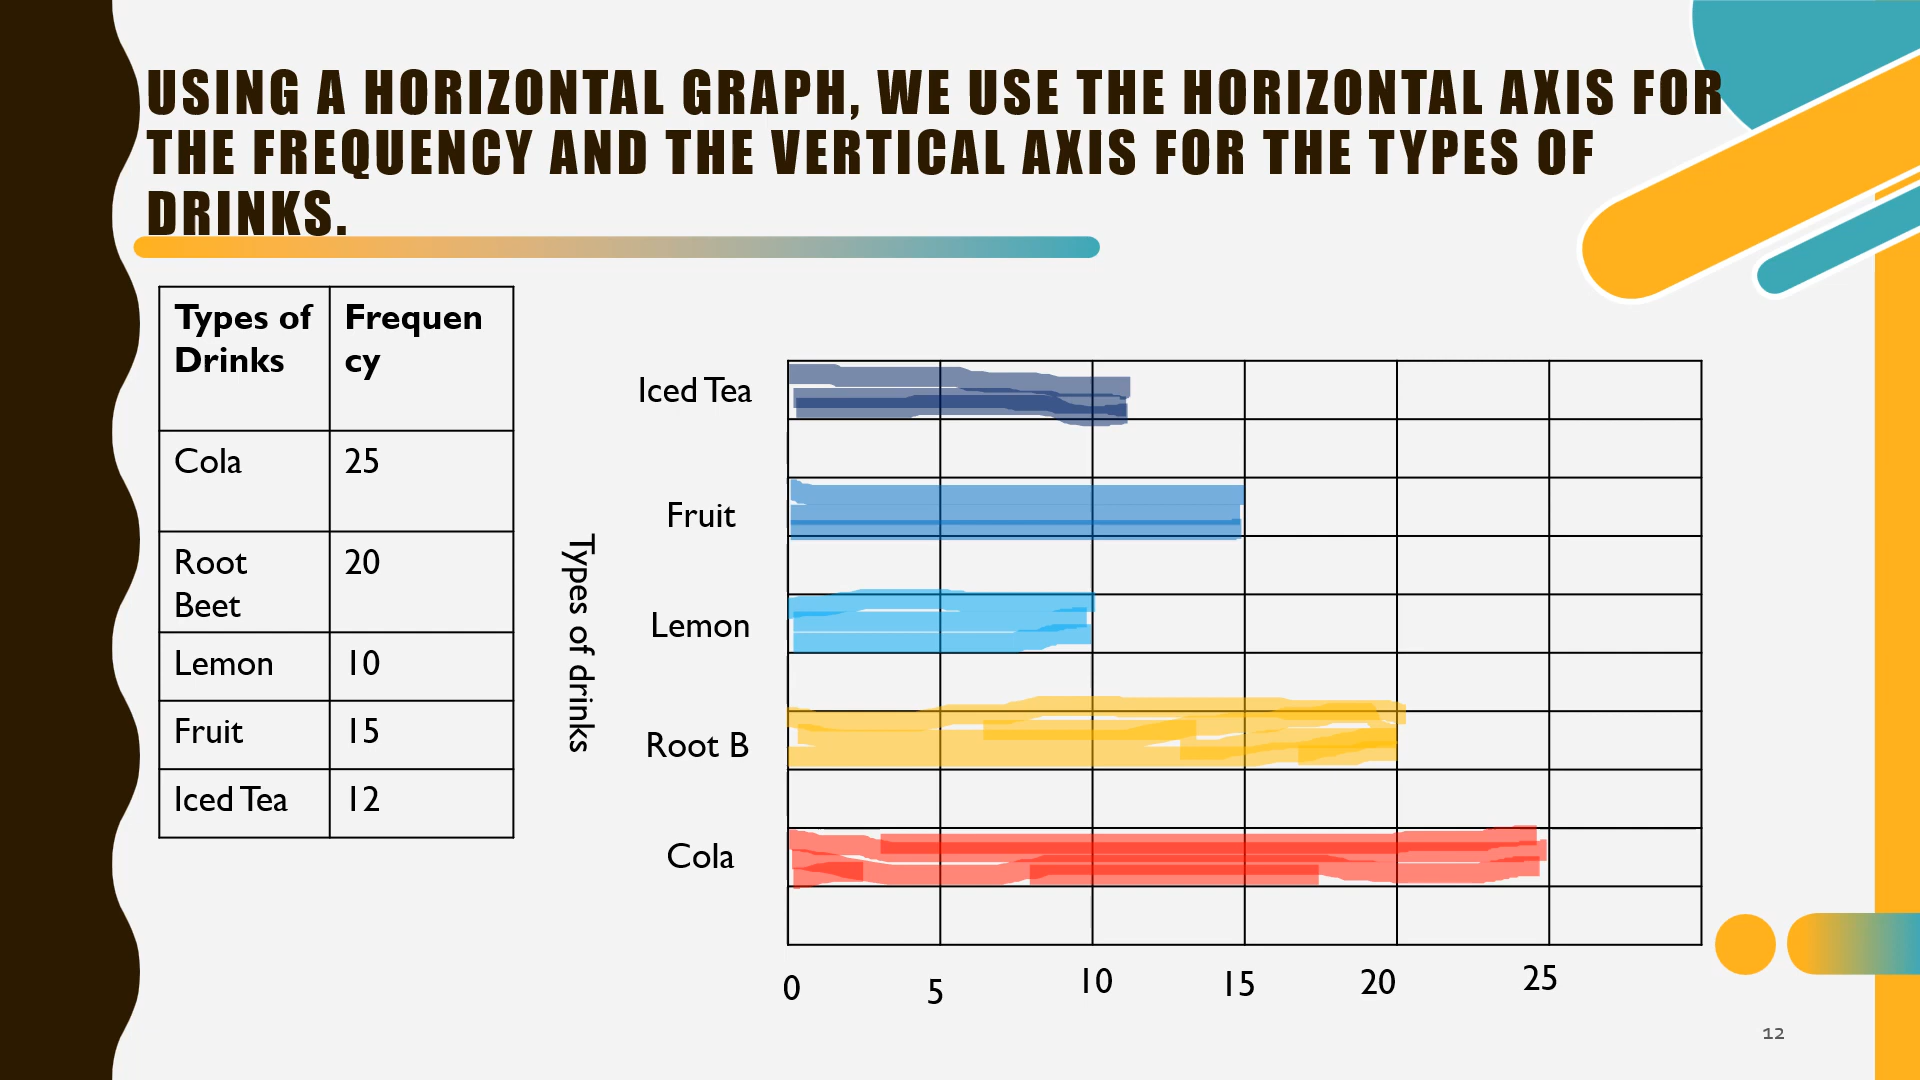 USING A HORIZONTAL GRAPH, WE USE THE HORIZONTAL AXIS FOR
THE FREQUENCY AND THE VERTICAL AXIS FOR THE TYPES OF
DRINKS.
Types of Frequen
Drinks cy
Cola 25
Root 20
Beet
Lemon 10
Fruit 15
Iced Tea 12
Types of drinks
Iced Tea
Fruit
Lemon
Root B
Cola
0 5 10 15 20 25
12